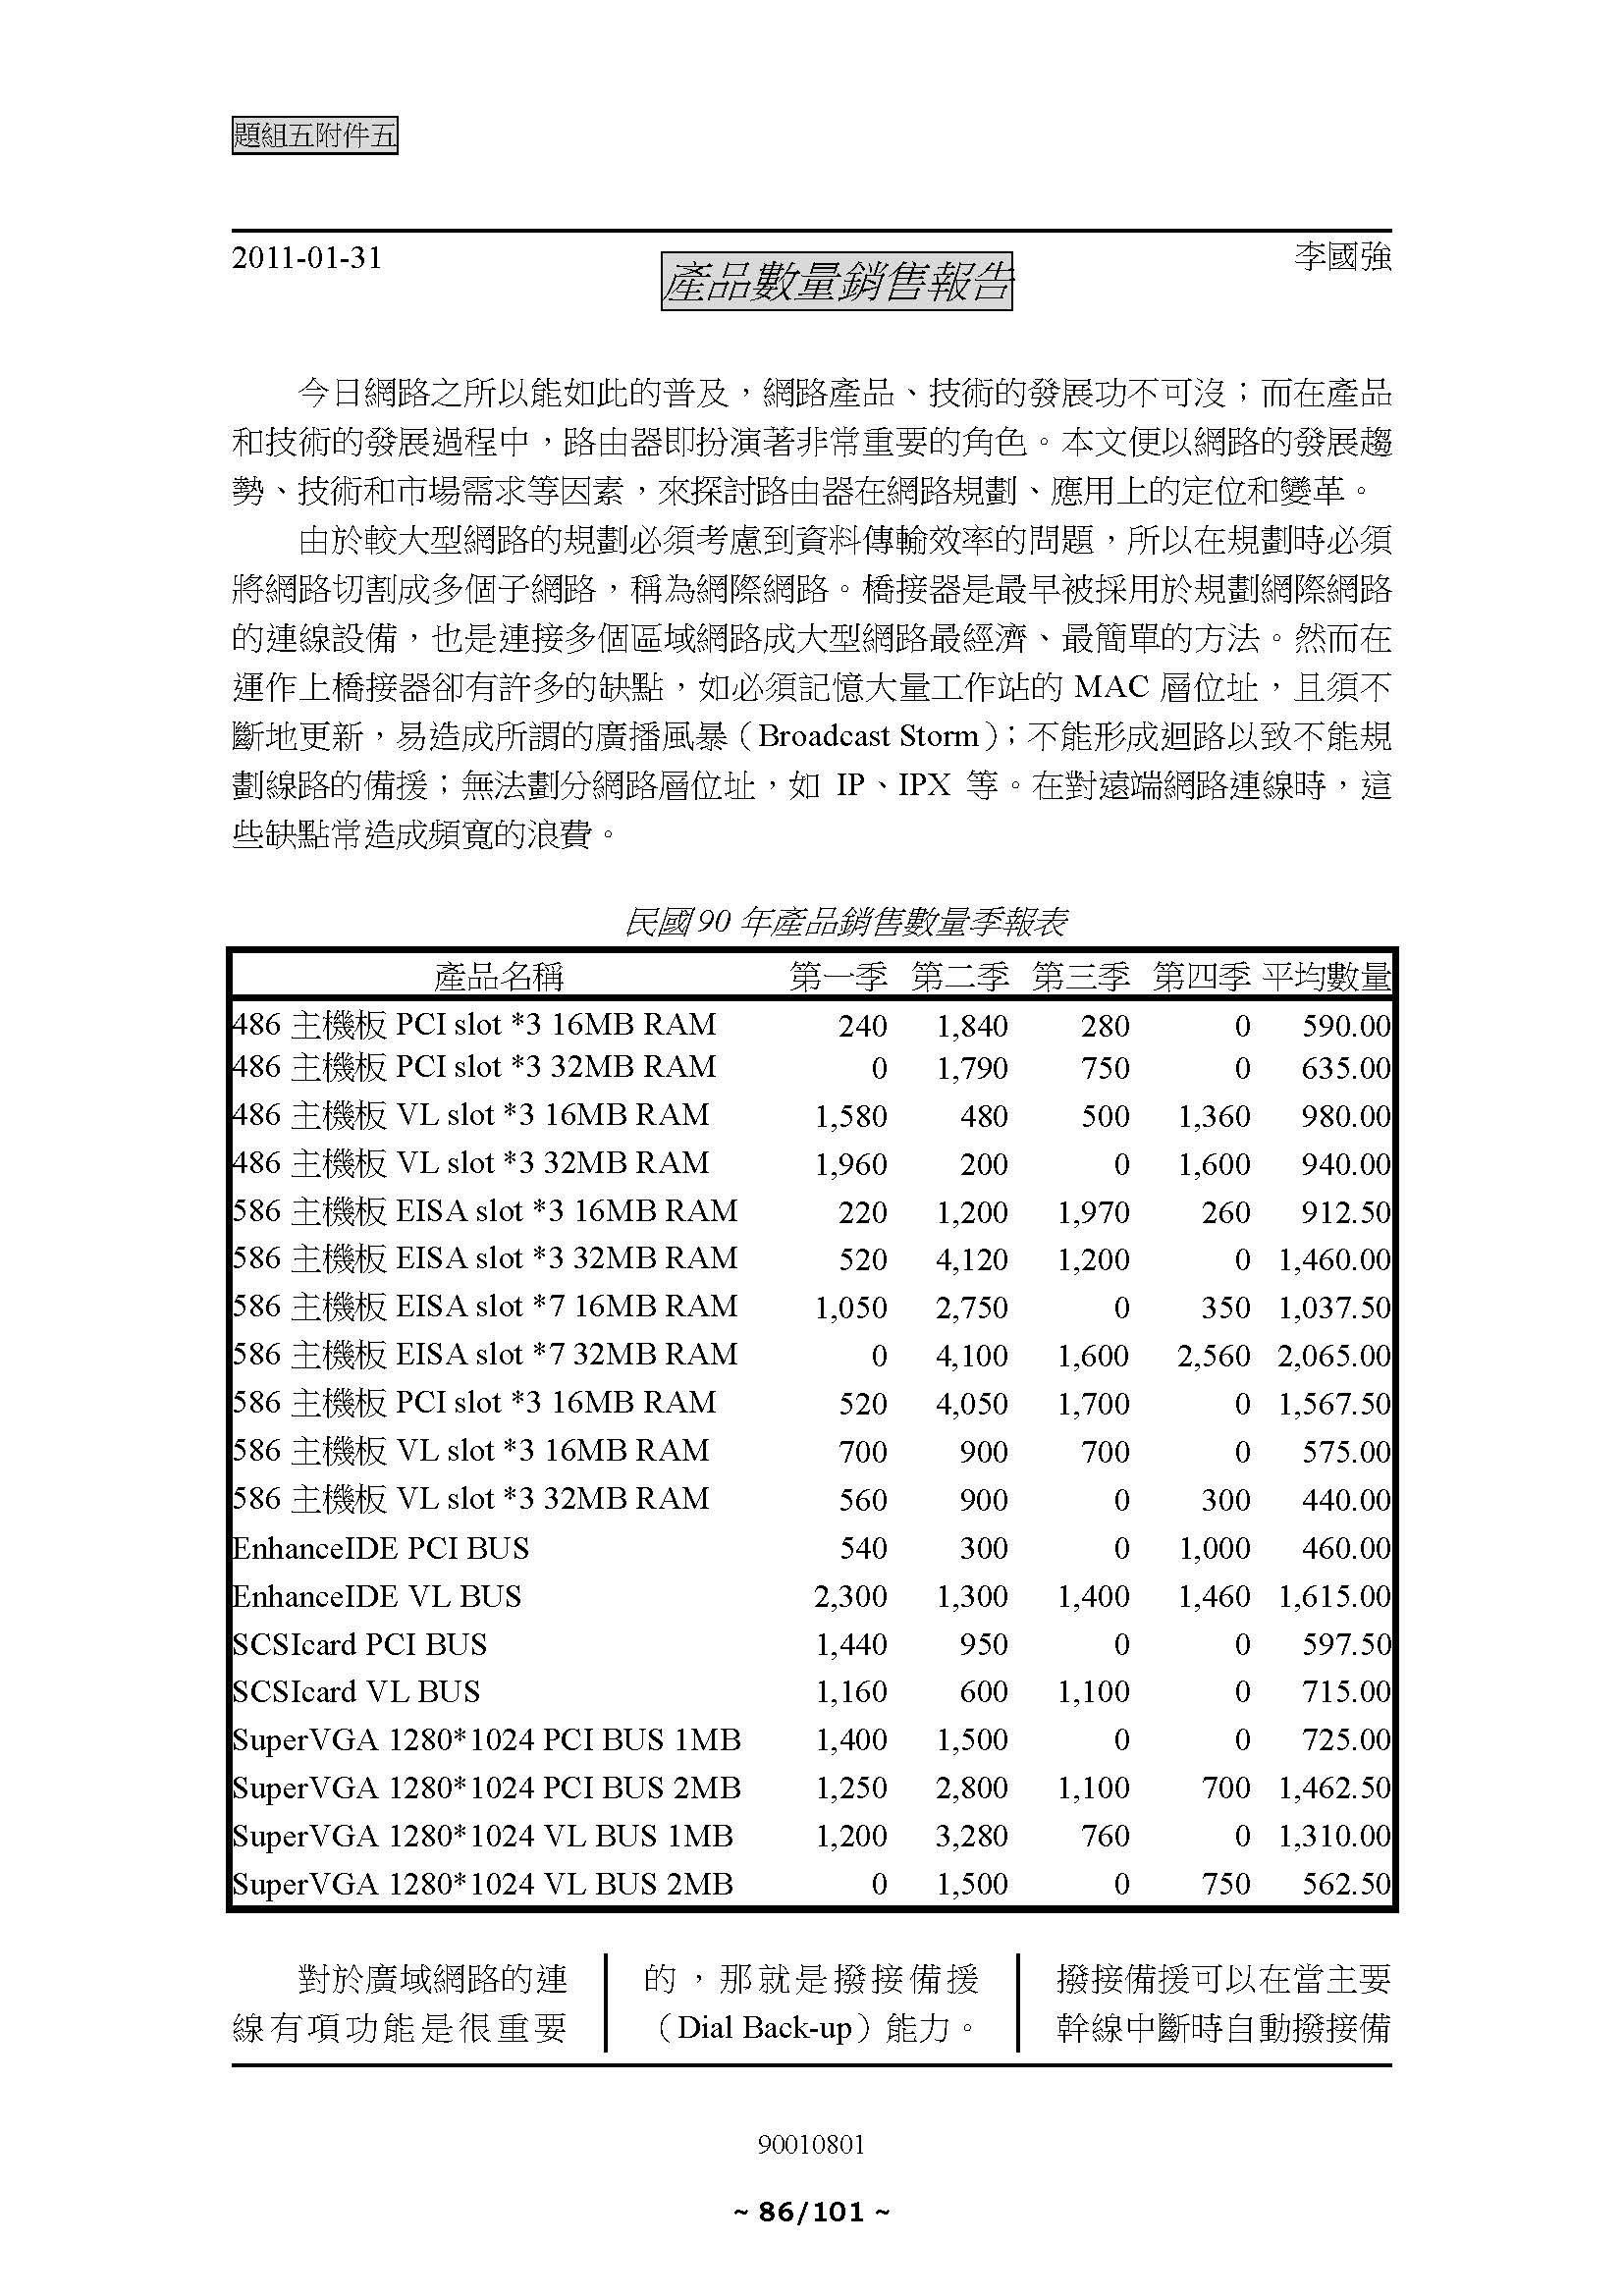 題組五附件五
2011-01-31 李國強
產品數量銷售報告
今日網路之所以能如此的普及，網路產品、技術的發展功不可沒；而在產品
和技術的發展過程中，路由器即扮演著非常重要的角色。本文便以網路的發展趨
勢、技術和市場需求等因素，來探討路由器在網路規劃、應用上的定位和變革。
由於較大型網路的規劃必須考慮到資料傳輸效率的問題，所以在規劃時必須
將網路切割成多個子網路，稱為網際網路。橋接器是最早被採用於規劃網際網路
的連線設備，也是連接多個區域網路成大型網路最經濟、最簡單的方法。然而在
運作上橋接器卻有許多的缺點，如必須記憶大量工作站的 MAC 層位址，且須不
斷地更新，易造成所謂的廣播風暴（Broadcast Storm）；不能形成迴路以致不能規
劃線路的備援；無法劃分網路層位址，如 IP、IPX 等。在對遠端網路連線時，這
些缺點常造成頻寬的浪費。
民國 90 年產品銷售數量季報表
產品名稱 第一季 第二季 第三季 第四季 平均數量
486 主機板 PCI slot *3 16MB RAM 240 1,840 280 0 590.00
486 主機板 PCI slot *3 32MB RAM 0 1,790 750 0 635.00
486 主機板 VL slot *3 16MB RAM 1,580 480 500 1,360 980.00
486 主機板 VL slot *3 32MB RAM 1,960 200 0 1,600 940.00
586 主機板 EISA slot *3 16MB RAM 220 1,200 1,970 260 912.50
586 主機板 EISA slot *3 32MB RAM 520 4,120 1,200 0 1,460.00
586 主機板 EISA slot *7 16MB RAM 1,050 2,750 0 350 1,037.50
586 主機板 EISA slot *7 32MB RAM 0 4,100 1,600 2,560 2,065.00
586 主機板 PCI slot *3 16MB RAM 520 4,050 1,700 0 1,567.50
586 主機板 VL slot *3 16MB RAM 700 900 700 0 575.00
586 主機板 VL slot *3 32MB RAM 560 900 0 300 440.00
EnhanceIDE PCI BUS 540 300 0 1,000 460.00
EnhanceIDE VL BUS 2,300 1,300 1,400 1,460 1,615.00
SCSIcard PCI BUS 1,440 950 0 0 597.50
SCSIcard VL BUS 1,160 600 1,100 0 715.00
SuperVGA 1280*1024 PCI BUS 1MB 1,400 1,500 0 0 725.00
SuperVGA 1280*1024 PCI BUS 2MB 1,250 2,800 1,100 700 1,462.50
SuperVGA 1280*1024 VL BUS 1MB 1,200 3,280 760 0 1,310.00
SuperVGA 1280*1024 VL BUS 2MB 0 1,500 0 750 562.50
對於廣域網路的連
線有項功能是很重要
的，那就是撥接備援
（Dial Back-up）能力。
撥接備援可以在當主要
幹線中斷時自動撥接備
90010801
~ 86/101 ~